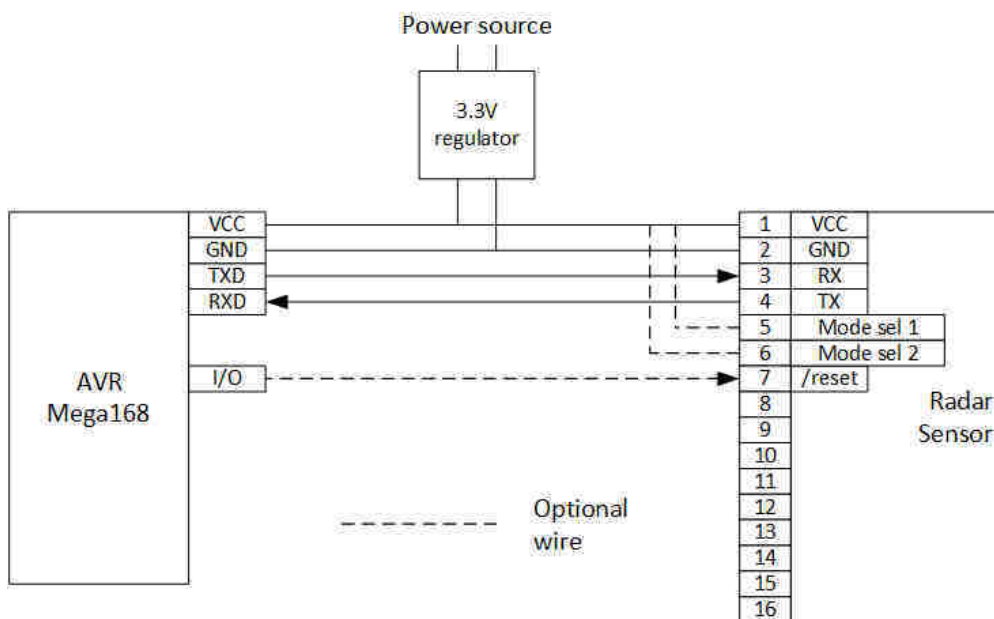 Power source
3.3V
regulator
VCC
GND
TXD
RXD
I/O
AVR
Mega168
1 VCC
2 GND
3 RX
4 TX
5 Mode sel 1
6 Mode sel 2
7 /reset
8
9
10
11
12
13
14
15
16
Radar
Sensor
Optional
wire